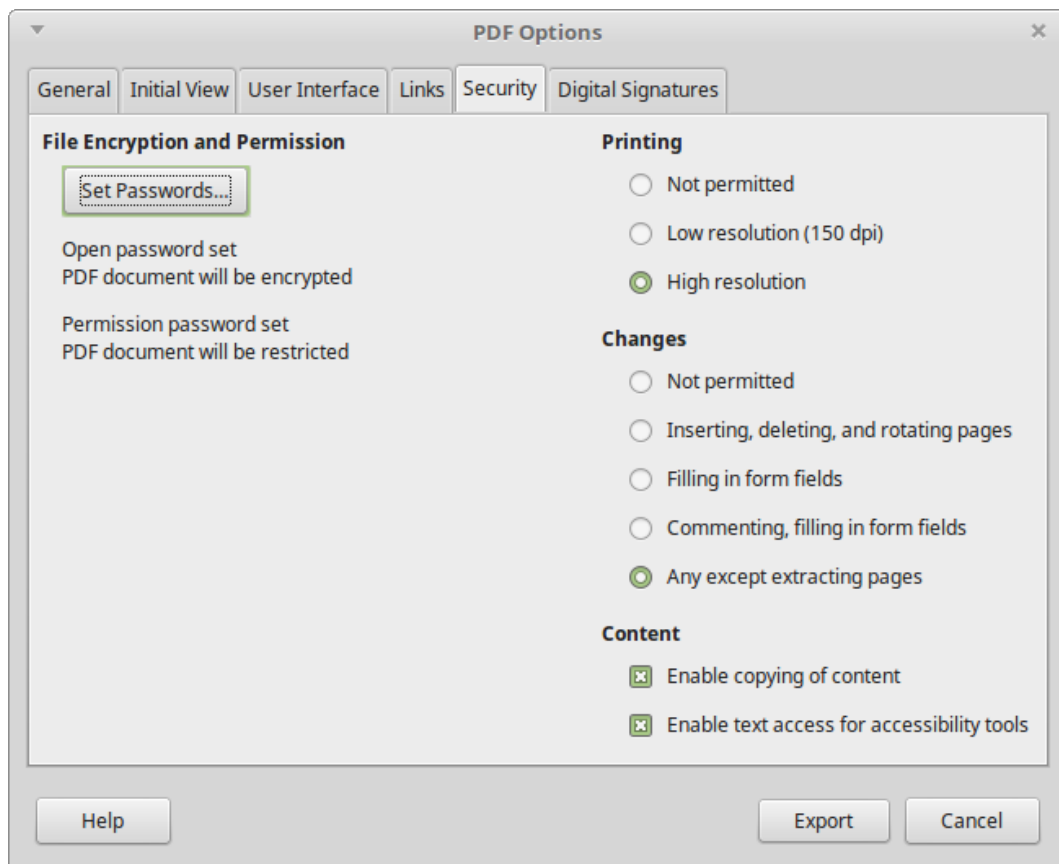 PDF Options
General
Initial View
User Interface
Links
Security
Digital Signatures
File Encryption and Permission
Set Passwords...
Open password set
PDF document will be encrypted
Permission password set
PDF document will be restricted
Printing
Not permitted
Low resolution (150 dpi)
High resolution
Changes
Not permitted
Inserting, deleting, and rotating pages
Filling in form fields
Commenting, filling in form fields
Any except extracting pages
Content
Enable copying of content
Enable text access for accessibility tools
Help
Export
Cancel